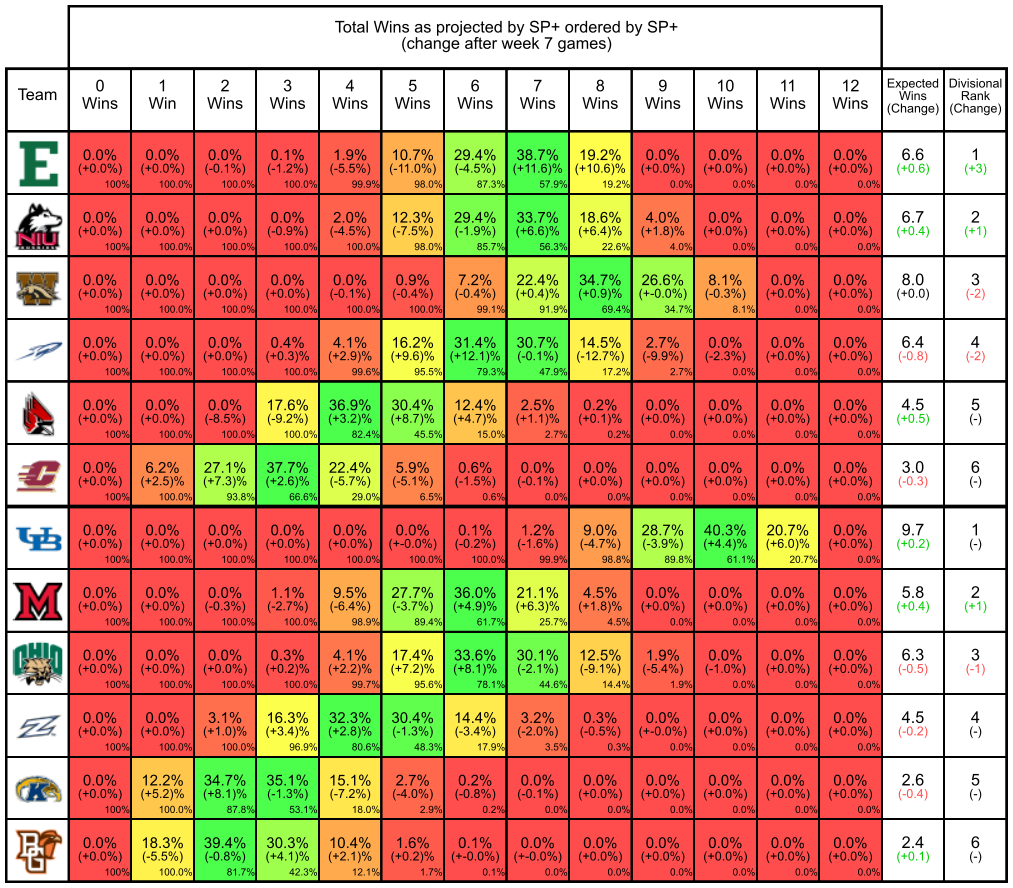 Total Wins as projected by SP+ ordered by SP+
(change after week 7 games)
Team 0 Wins 1 Win 2 Wins 3 Wins 4 Wins 5 Wins 6 Wins 7 Wins 8 Wins 9 Wins 10 Wins 11 Wins 12 Wins Expected Wins (Change) Divisional Rank (Change)
E
0.0% 0.0% 0.0% 0.1% 1.9% 10.7% 29.4% 38.7% 19.2% 0.0% 0.0% 0.0% 0.0% 6.6 1
(+0.0%) (+0.0%) (-0.1%) (-1.2%) (-5.5%) (-11.0%) (-4.5%) (+11.6%) (+10.6%) (+0.0%) (+0.0%) (+0.0%) (+0.0%) (+0.6) (+3)
100% 100.0% 100.0% 100.0% 99.9% 98.0% 87.3% 57.9% 19.2% 0.0% 0.0% 0.0% 0.0%
NIU
0.0% 0.0% 0.0% 0.0% 2.0% 12.3% 29.4% 33.7% 18.6% 4.0% 0.0% 0.0% 0.0% 6.7 2
(+0.0%) (+0.0%) (+0.0%) (-0.9%) (-4.5%) (-7.5%) (-1.9%) (+6.6%) (+6.4%) (+1.8%) (+0.0%) (+0.0%) (+0.0%) (+0.4) (+1)
100% 100.0% 100.0% 100.0% 100.0% 98.0% 85.7% 56.3% 22.6% 4.0% 0.0% 0.0% 0.0%
W
0.0% 0.0% 0.0% 0.0% 0.0% 0.9% 7.2% 22.4% 34.7% 26.6% 8.1% 0.0% 0.0% 8.0 3
(+0.0%) (+0.0%) (+0.0%) (+0.0%) (-0.1%) (-0.4%) (-0.4%) (+0.4%) (+0.9%) (+-0.0%) (-0.3%) (+0.0%) (+0.0%) (+0.0) (-2)
100% 100.0% 100.0% 100.0% 100.0% 100.0% 99.1% 91.9% 69.4% 34.7% 8.1% 0.0% 0.0%
0.0% 0.0% 0.0% 0.4% 4.1% 16.2% 31.4% 30.7% 14.5% 2.7% 0.0% 0.0% 0.0% 6.4 4
(+0.0%) (+0.0%) (+0.0%) (+0.3%) (+2.9)% (+9.6%) (+12.1%) (-0.1%) (-12.7%) (-9.9%) (-2.3%) (+0.0%) (+0.0%) (-0.8) (-2)
100% 100.0% 100.0% 100.0% 99.6% 95.5% 79.3% 47.9% 17.2% 2.7% 0.0% 0.0% 0.0%
0.0% 0.0% 0.0% 17.6% 36.9% 30.4% 12.4% 2.5% 0.2% 0.0% 0.0% 0.0% 0.0% 4.5 5
(+0.0%) (+0.0%) (-8.5%) (-9.2%) (+3.2)% (+8.7%) (+4.7%) (+1.1%) (+0.1%) (+0.0%) (+0.0%) (+0.0%) (+0.0%) (+0.5) (-)
100% 100.0% 100.0% 100.0% 82.4% 45.5% 15.0% 2.7% 0.2% 0.0% 0.0% 0.0% 0.0%
C
0.0% 6.2% 27.1% 37.7% 22.4% 5.9% 0.6% 0.0% 0.0% 0.0% 0.0% 0.0% 0.0% 3.0 6
(+0.0%) (+2.5)% (+7.3)% (+2.6)% (-5.7%) (-5.1%) (-1.5%) (-0.1%) (+0.0%) (+0.0%) (+0.0%) (+0.0%) (+0.0%) (-0.3) (-)
100% 100.0% 93.8% 66.6% 29.0% 6.5% 0.6% 0.0% 0.0% 0.0% 0.0% 0.0% 0.0%
UB
0.0% 0.0% 0.0% 0.0% 0.0% 0.0% 0.1% 1.2% 9.0% 28.7% 40.3% 20.7% 0.0% 9.7 1
(+0.0%) (+0.0%) (+0.0%) (+0.0%) (+0.0%) (+-0.0%) (-0.2%) (-1.6%) (-4.7%) (-3.9%) (+4.4)% (+6.0)% (+0.0%) (+0.2) (-)
100% 100.0% 100.0% 100.0% 100.0% 100.0% 100.0% 99.9% 98.8% 89.8% 61.1% 20.7% 0.0%
M
0.0% 0.0% 0.0% 1.1% 9.5% 27.7% 36.0% 21.1% 4.5% 0.0% 0.0% 0.0% 0.0% 5.8 2
(+0.0%) (+0.0%) (-0.3%) (-2.7%) (-6.4%) (-3.7%) (+4.9)% (+6.3)% (+1.8%) (+0.0%) (+0.0%) (+0.0%) (+0.0%) (+0.4) (+1)
100% 100.0% 100.0% 100.0% 98.9% 89.4% 61.7% 25.7% 4.5% 0.0% 0.0% 0.0% 0.0%
OHIO
0.0% 0.0% 0.0% 0.3% 4.1% 17.4% 33.6% 30.1% 12.5% 1.9% 0.0% 0.0% 0.0% 6.3 3
(+0.0%) (+0.0%) (+0.0%) (+0.2%) (+2.2)% (+7.2%) (+8.1)% (-2.1%) (-9.1%) (-5.4%) (-1.0%) (+0.0%) (+0.0%) (-0.5) (-1)
100% 100.0% 100.0% 100.0% 99.7% 95.6% 78.1% 44.6% 14.4% 1.9% 0.0% 0.0% 0.0%
Z
0.0% 0.0% 3.1% 16.3% 32.3% 30.4% 14.4% 3.2% 0.3% 0.0% 0.0% 0.0% 0.0% 4.5 4
(+0.0%) (+0.0%) (+1.0)% (+3.4)% (+2.8)% (-1.3%) (-3.4%) (-2.0%) (-0.5%) (+-0.0%) (+0.0%) (+0.0%) (+0.0%) (-0.2) (-)
100% 100.0% 100.0% 96.9% 80.6% 48.3% 17.9% 3.5% 0.3% 0.0% 0.0% 0.0% 0.0%
K
0.0% 12.2% 34.7% 35.1% 15.1% 2.7% 0.2% 0.0% 0.0% 0.0% 0.0% 0.0% 0.0% 2.6 5
(+0.0%) (+5.2)% (+8.1)% (-1.3%) (-7.2%) (-4.0%) (-0.8%) (-0.1%) (+0.0%) (+0.0%) (+0.0%) (+0.0%) (+0.0%) (-0.4) (-)
100% 100.0% 87.8% 53.1% 18.0% 2.9% 0.2% 0.0% 0.0% 0.0% 0.0% 0.0% 0.0%
BG
0.0% 18.3% 39.4% 30.3% 10.4% 1.6% 0.1% 0.0% 0.0% 0.0% 0.0% 0.0% 0.0% 2.4 6
(+0.0%) (-5.5%) (-0.8%) (+4.1)% (+2.1)% (+0.2)% (+-0.0%) (+-0.0%) (+0.0%) (+0.0%) (+0.0%) (+0.0%) (+0.0%) (+0.1) (-)
100% 100.0% 81.7% 42.3% 12.1% 1.7% 0.1% 0.0% 0.0% 0.0% 0.0% 0.0% 0.0%